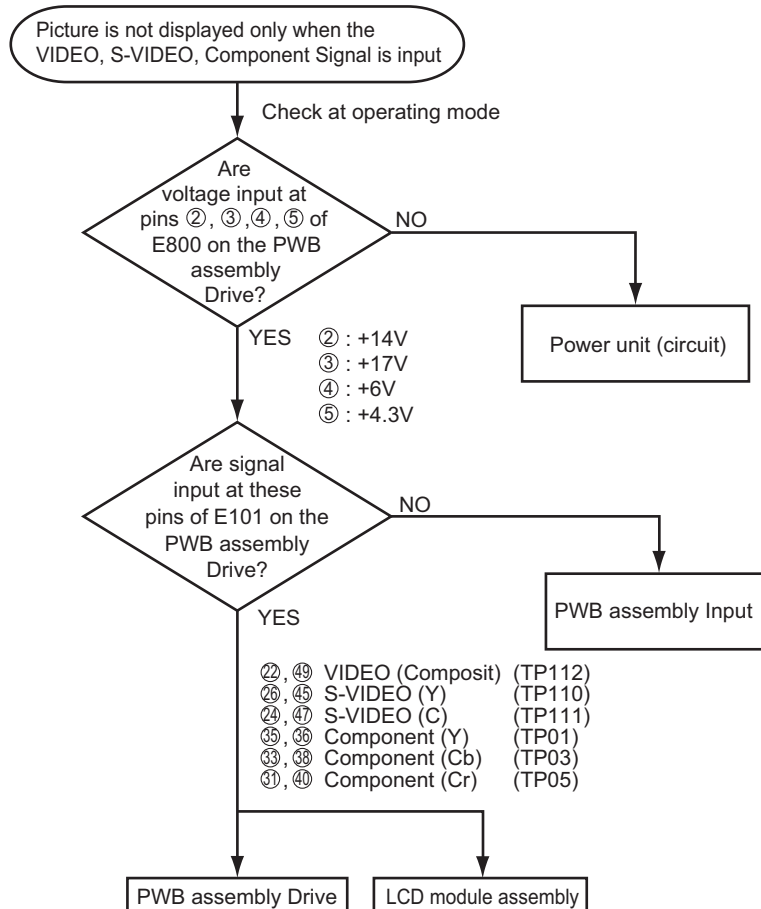 Picture is not displayed only when the
VIDEO, S-VIDEO, Component Signal is input
Check at operating mode
Are
voltage input at
pins ②, ③,④, ⑤ of
E800 on the PWB
assembly
Drive?
NO
Power unit (circuit)
YES
② : +14V
③ : +17V
④ : +6V
⑤ : +4.3V
Are signal
input at these
pins of E101 on the
PWB assembly
Drive?
NO
PWB assembly Input
YES
㉒, ㊾ VIDEO (Composit) (TP112)
㉖, ㊺ S-VIDEO (Y) (TP110)
㉔, ㊼ S-VIDEO (C) (TP111)
㉟, ㊱ Component (Y) (TP01)
㉝, ㊳ Component (Cb) (TP03)
㉛, ㊵ Component (Cr) (TP05)
PWB assembly Drive
LCD module assembly